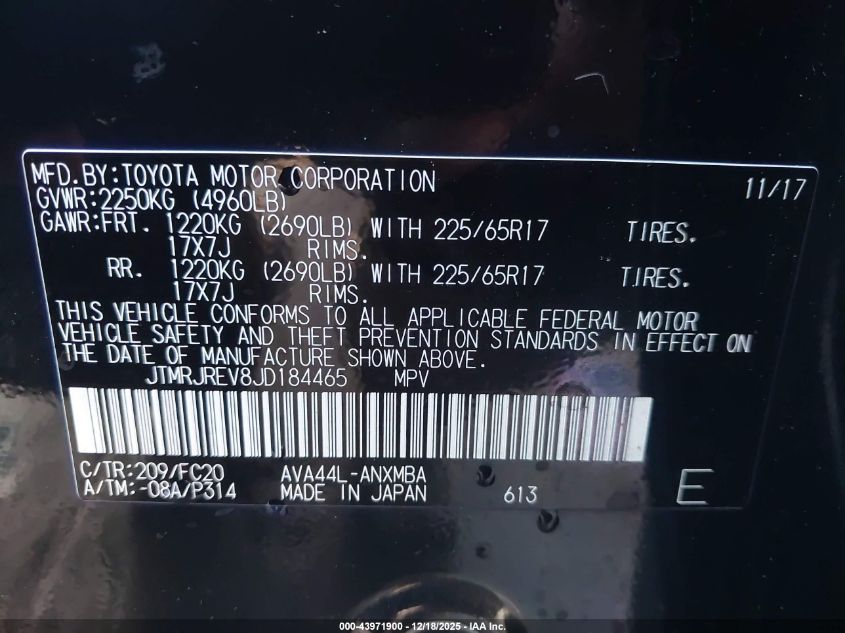 MFD.BY:TOYOTA MOTOR CORPORATION 11/17
GVWR:2250KG (4960LB)
GAWR:FRT. 1220KG (2690LB) WITH 225/65R17 TIRES.
17X7J RIMS.
RR. 1220KG (2690LB) WITH 225/65R17 TIRES.
17X7J RIMS.
THIS VEHICLE CONFORMS TO ALL APPLICABLE FEDERAL MOTOR
VEHICLE SAFETY AND THEFT PREVENTION STANDARDS IN EFFECT ON
THE DATE OF MANUFACTURE SHOWN ABOVE.
JTMRJREV8JD184465 MPV
C/TR:209/FC20 AVA44L-ANXMBA
A/TM:-08A/P314 MADE IN JAPAN 613 E
000-43971900 - 12/18/2025 - IAA Inc.